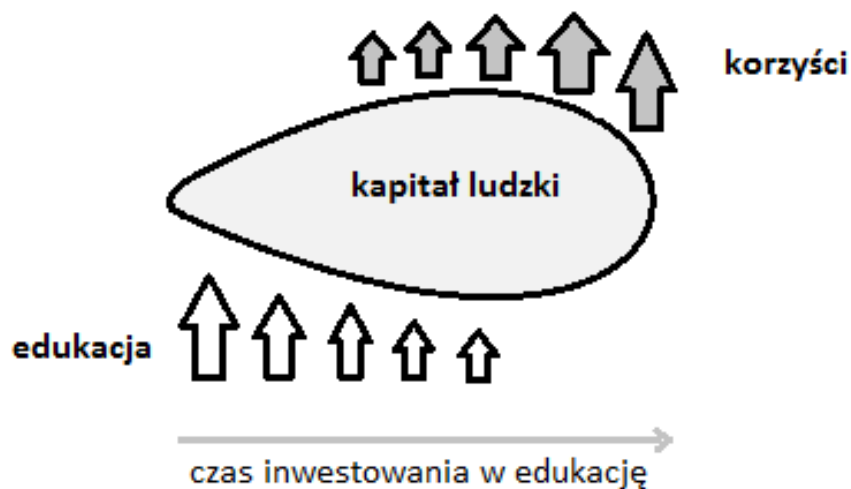 korzyści
kapitał ludzki
edukacja
czas inwestowania w edukację